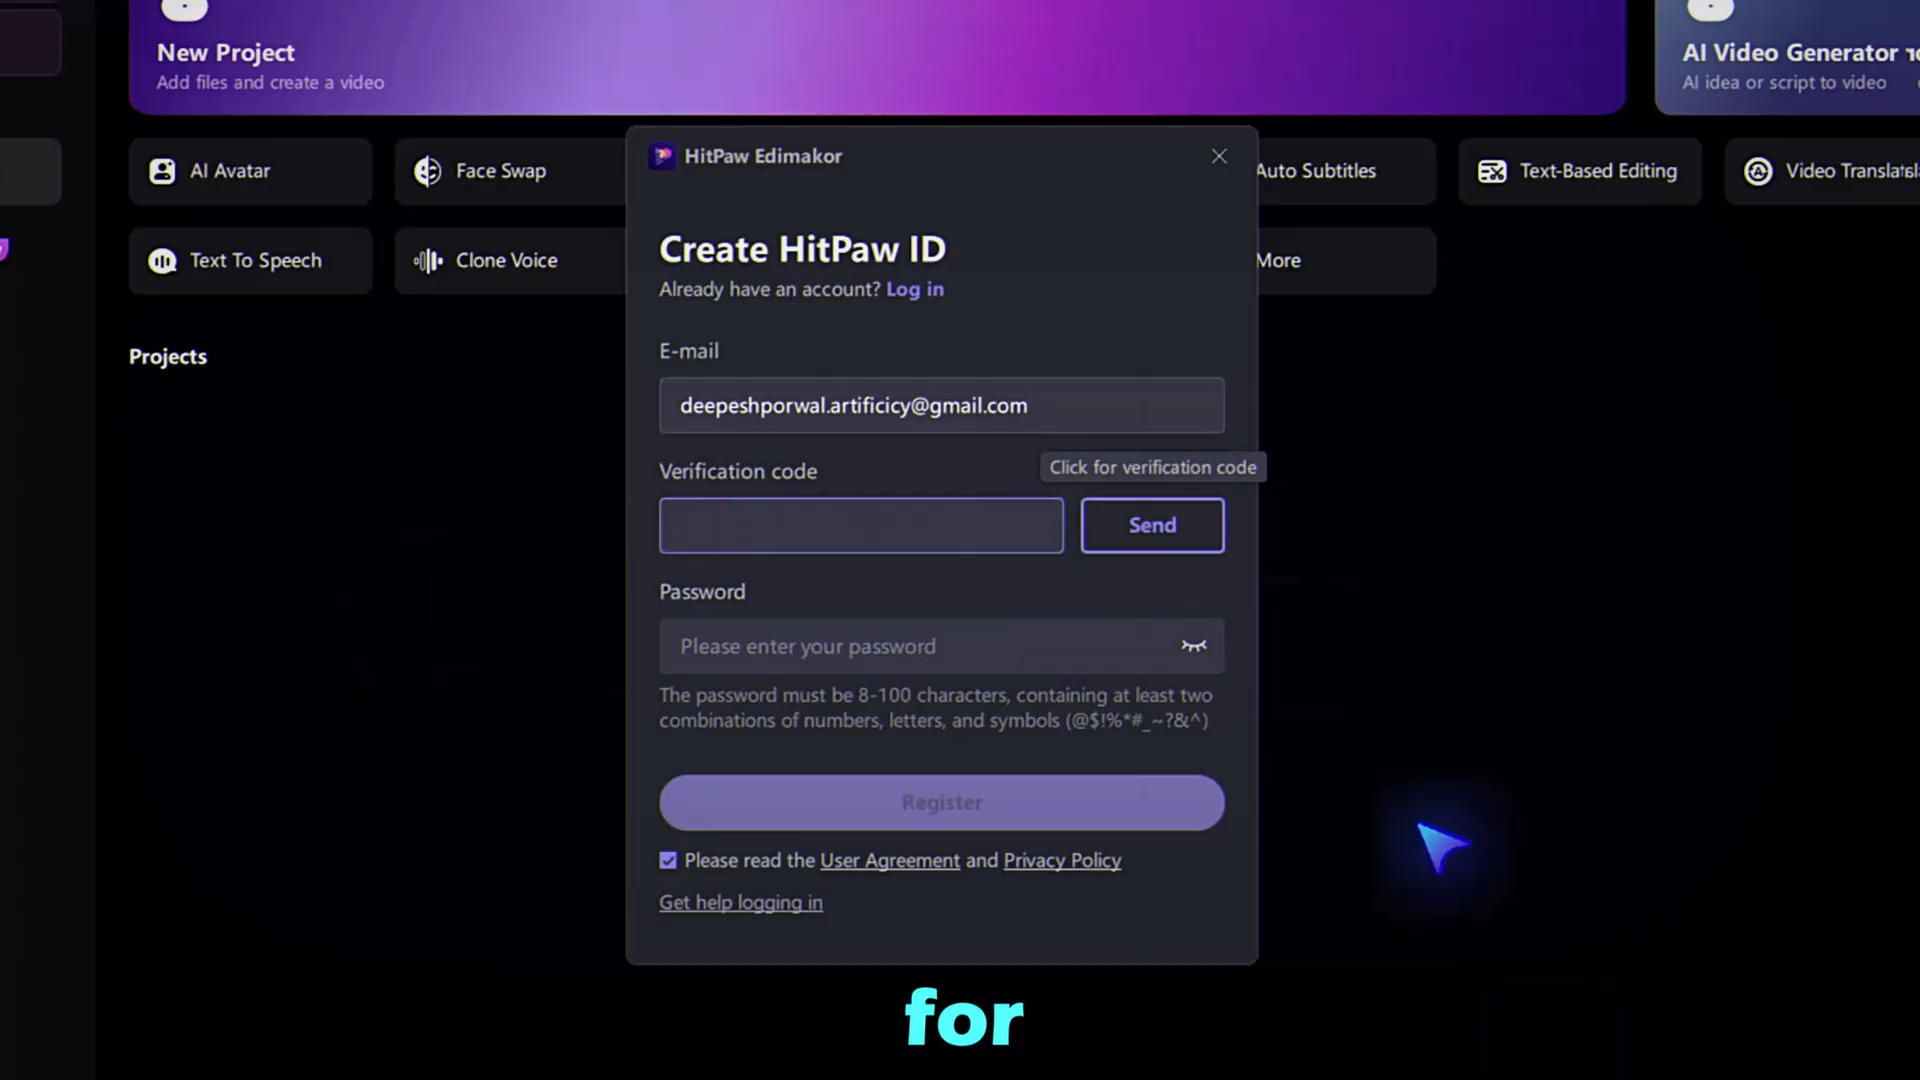 New Project
Add files and create a video
AI Video Generator
AI idea or script to video
HitPaw Edimakor
AI Avatar
Face Swap
Auto Subtitles
Text-Based Editing
Video Transla
Text To Speech
Clone Voice
More
Create HitPaw ID
Already have an account? Log in
Projects
E-mail
deepeshporwal.artificicy@gmail.com
Verification code
Click for verification code
Send
Password
Please enter your password
The password must be 8-100 characters, containing at least two
combinations of numbers, letters, and symbols (@$!%*#_~?&^)
Register
Please read the User Agreement and Privacy Policy
Get help logging in
for